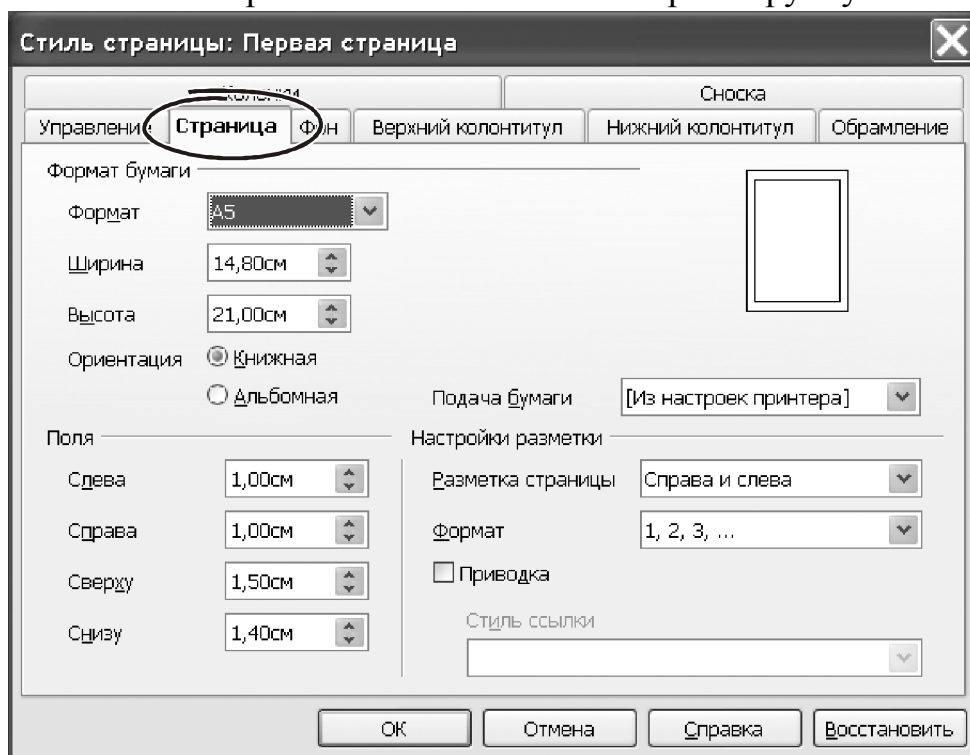 Стиль страницы: Первая страница
Колонки Сноска
Управление Страница Фон Верхний колонтитул Нижний колонтитул Обрамление
Формат бумаги
Формат A5
Ширина 14,80см
Высота 21,00см
Ориентация Книжная
Альбомная Подача бумаги [Из настроек принтера]
Поля Настройки разметки
Слева 1,00см Разметка страницы Справа и слева
Справа 1,00см Формат 1, 2, 3, ...
Сверху 1,50см Приводка
Снизу 1,40см Стиль ссылки
ОК Отмена Справка Восстановить